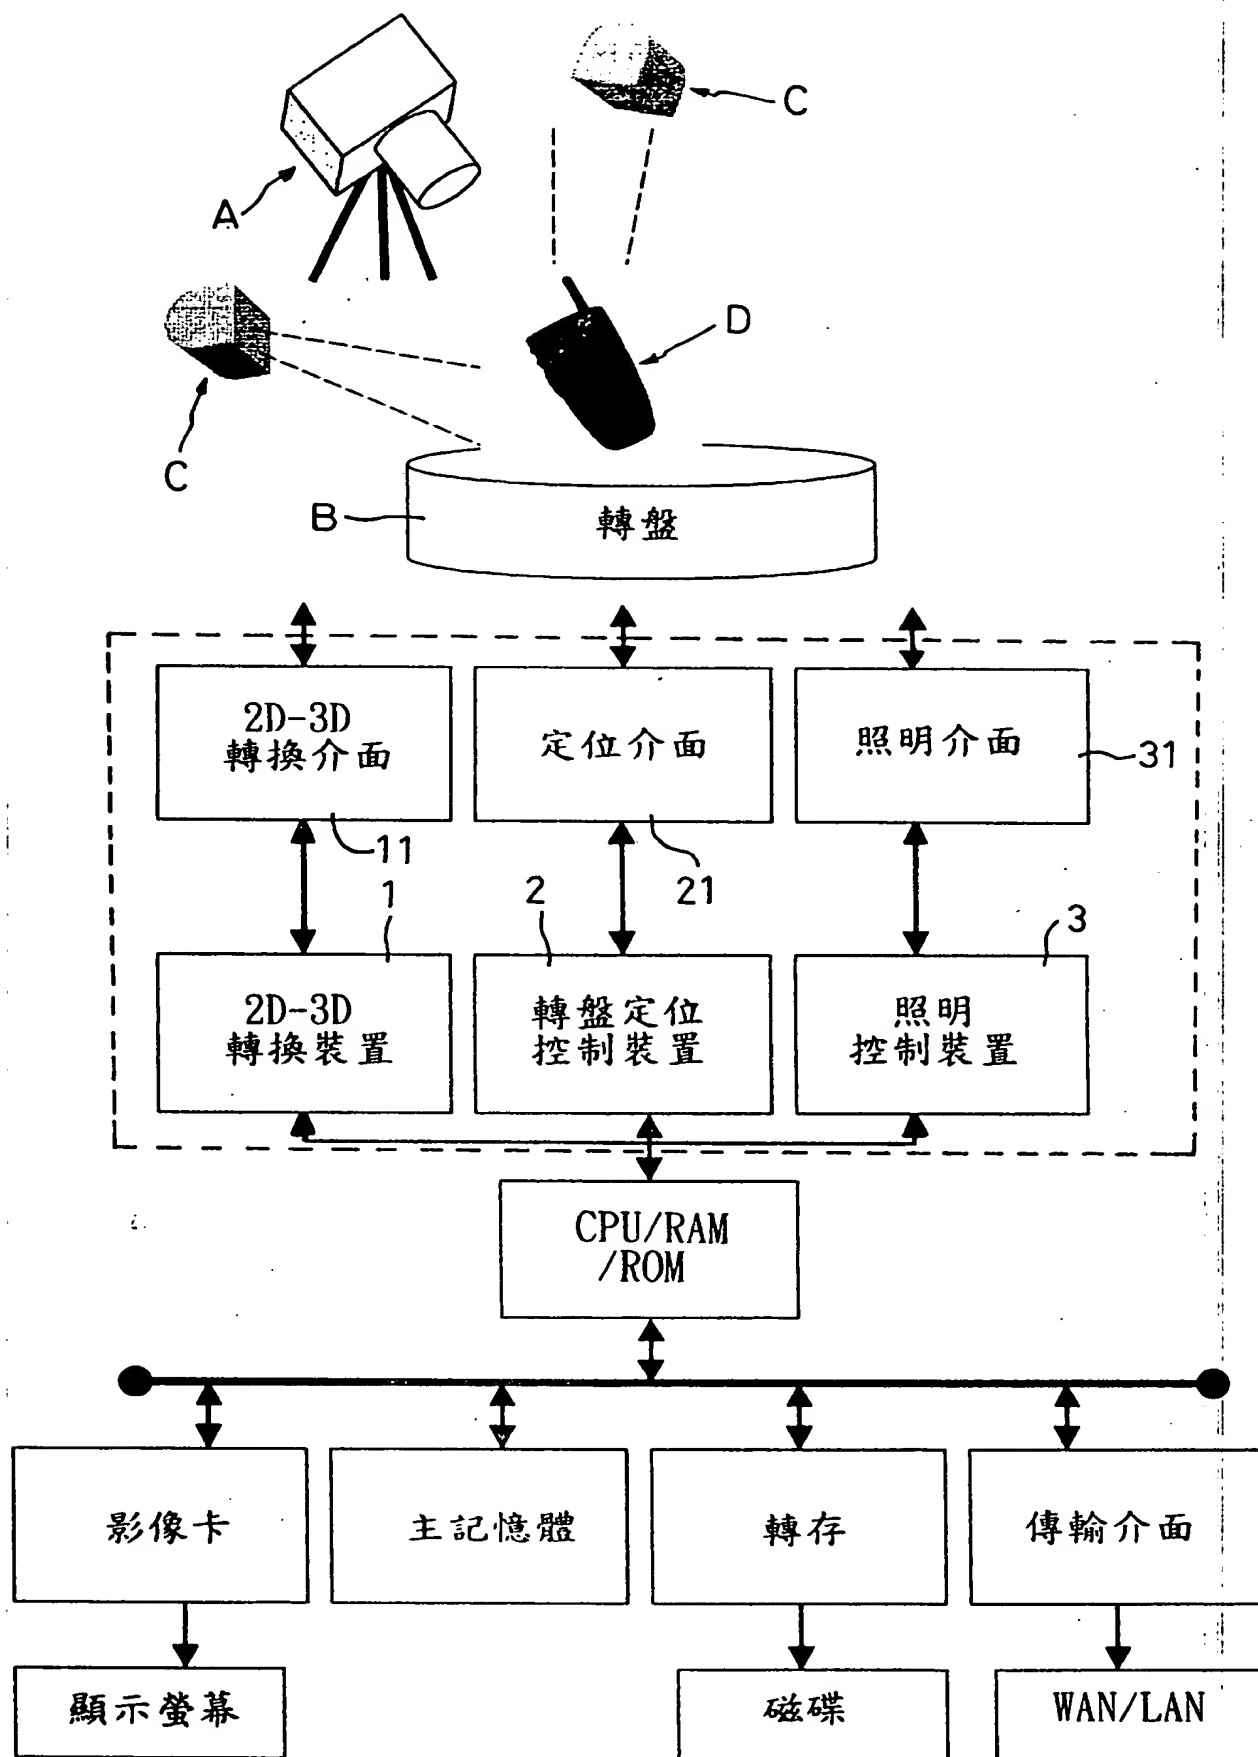 C
A
D
C
B
轉盤
2D-3D
轉換介面
定位介面
照明介面
31
11
21
1
2
3
2D-3D
轉換裝置
轉盤定位
控制裝置
照明
控制裝置
CPU/RAM
/ROM
影像卡
主記憶體
轉存
傳輸介面
顯示螢幕
磁碟
WAN/LAN